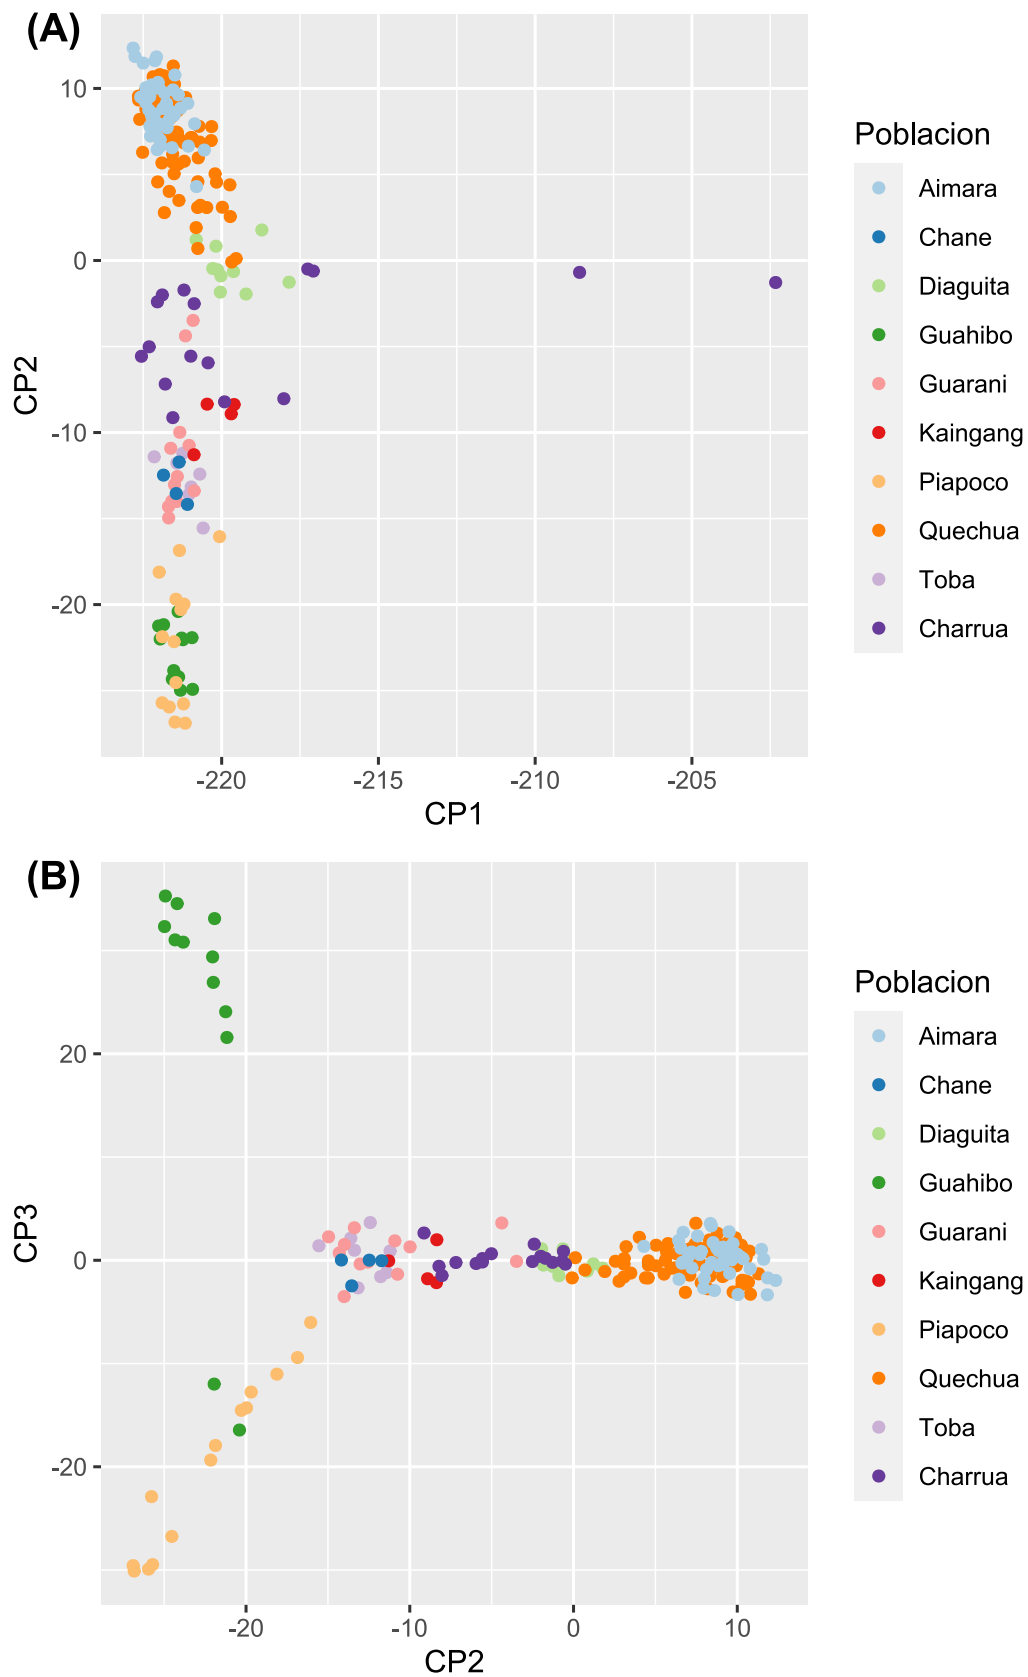 (A)
10
0
-10
-20
CP2
-220
-215
-210
-205
CP1
Poblacion
Aimara
Chane
Diaguita
Guahibo
Guarani
Kaingang
Piapoco
Quechua
Toba
Charrua
(B)
20
0
-20
CP3
-20
-10
0
10
CP2
Poblacion
Aimara
Chane
Diaguita
Guahibo
Guarani
Kaingang
Piapoco
Quechua
Toba
Charrua